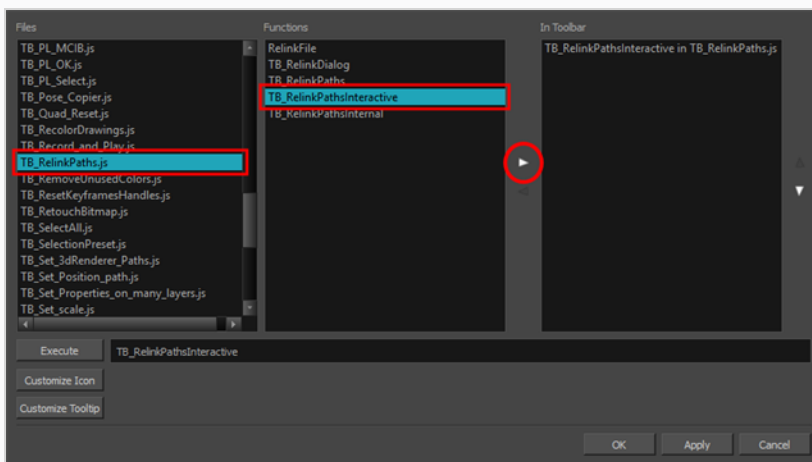 Files
TB_PL_MCIB.js
TB_PL_OK.js
TB_PL_Select.js
TB_Pose_Copier.js
TB_Quad_Reset.js
TB_RecolorDrawings.js
TB_Record_and_Play.js
TB_RelinkPaths.js
TB_RemoveUnusedColors.js
TB_ResetKeyframesHandles.js
TB_RetouchBitmap.js
TB_SelectAll.js
TB_SelectionPreset.js
TB_Set_3dRenderer_Paths.js
TB_Set_Position_path.js
TB_Set_Properties_on_many_layers.js
TB_Set_scale.js
Functions
RelinkFile
TB_RelinkDialog
TB_RelinkPaths
TB_RelinkPathsInteractive
TB_RelinkPathsInternal
In Toolbar
TB_RelinkPathsInteractive in TB_RelinkPaths.js
Execute TB_RelinkPathsInteractive
Customize Icon
Customize Tooltip
OK Apply Cancel